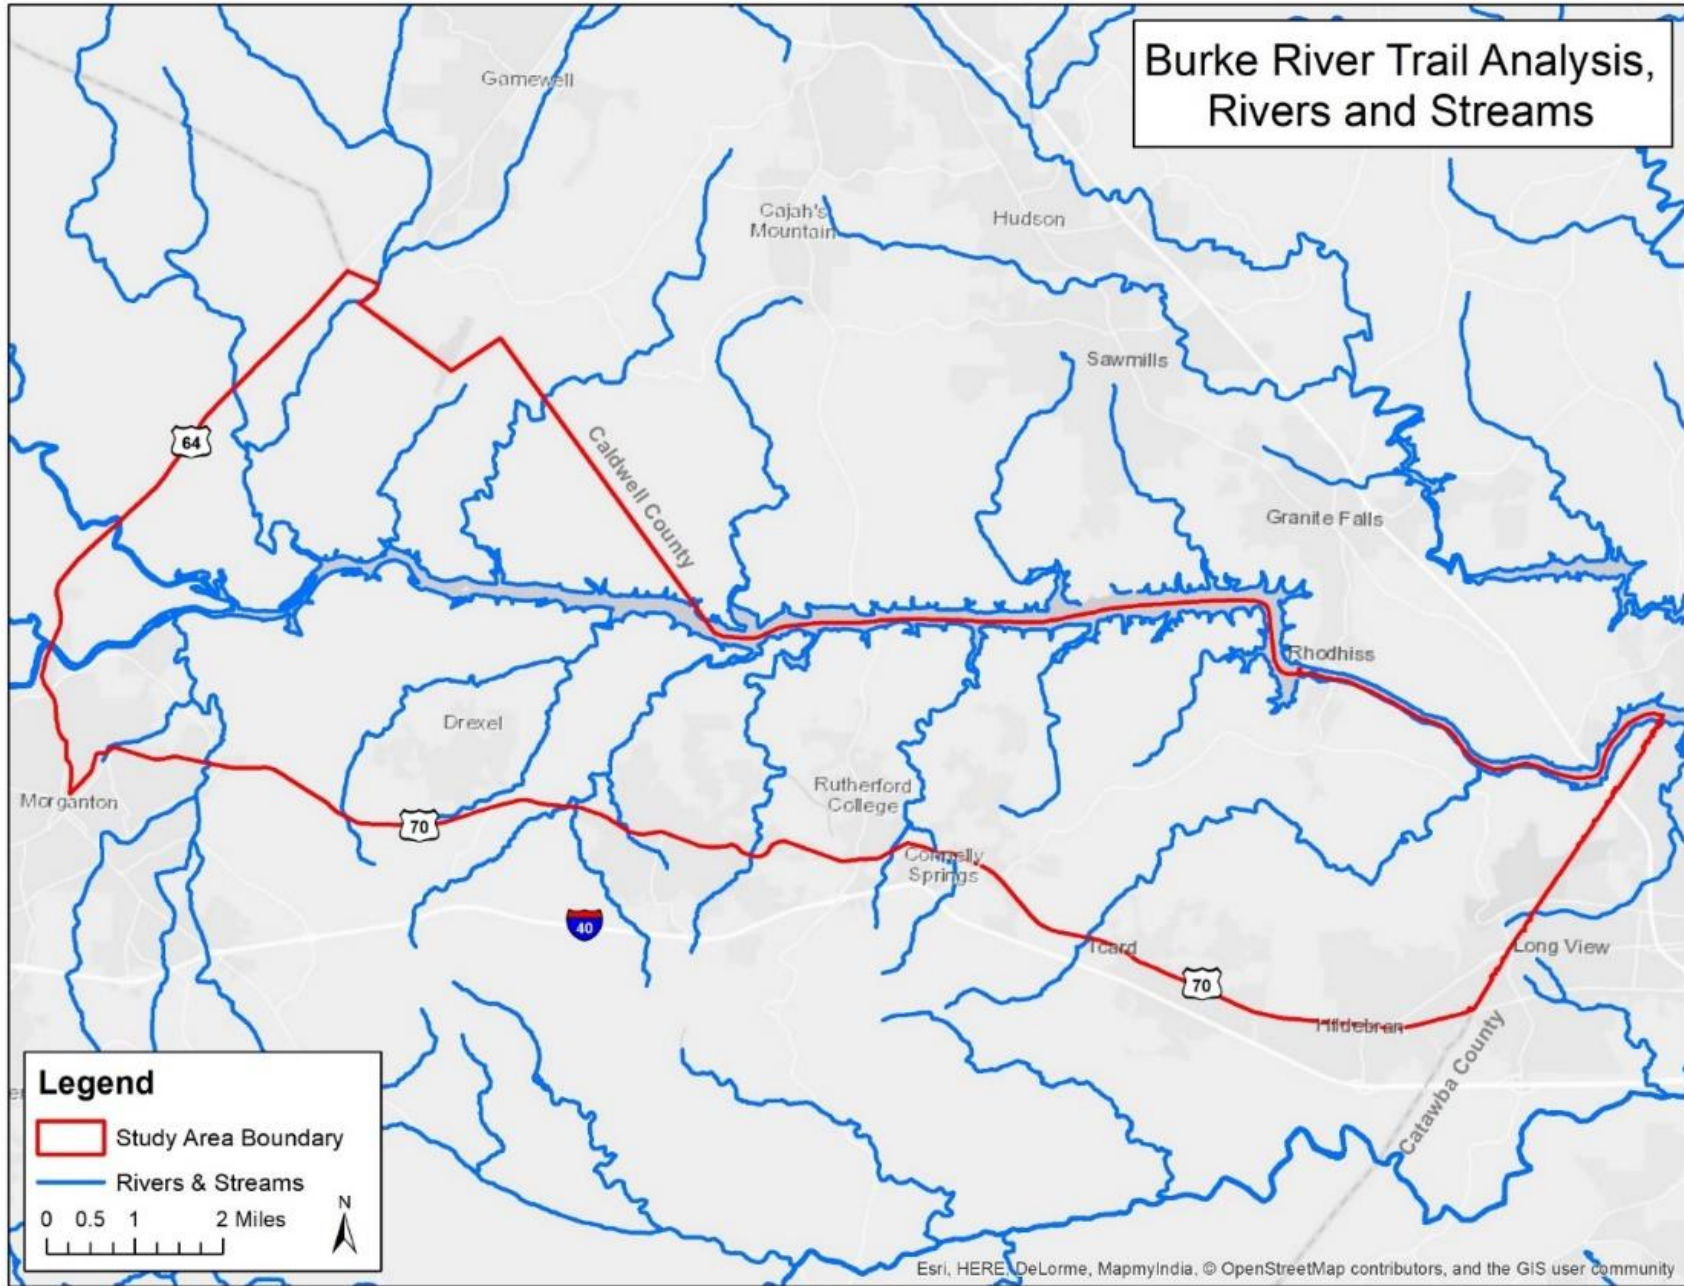 Burke River Trail Analysis,
Rivers and Streams
Gamewell
Cajah's
Mountain
Hudson
Sawmills
64
Caldwell County
Granite Falls
Rhodhiss
Drexel
Morganton
70
Rutherford
College
Connelly
Springs
40
Icard
Long View
70
Hildebran
Catawba County
Legend
Study Area Boundary
Rivers & Streams
0 0.5 1 2 Miles
N
Esri, HERE, DeLorme, MapmyIndia, © OpenStreetMap contributors, and the GIS user community